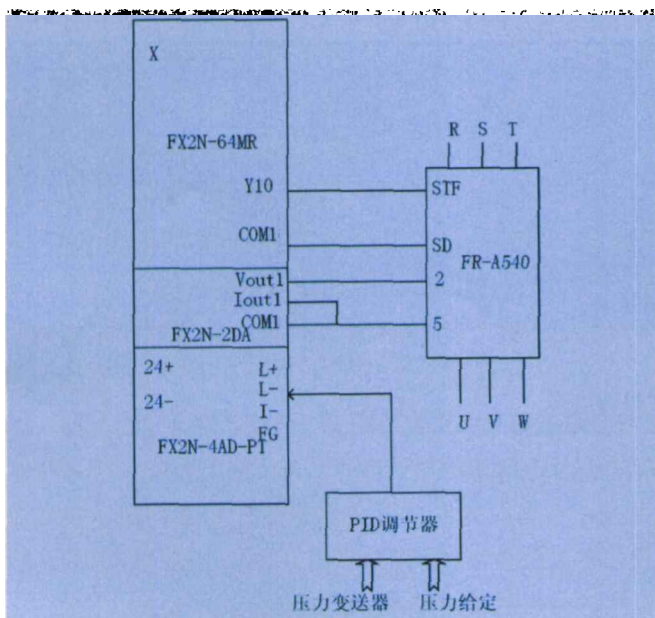 X
FX2N-64MR
Y10
COM1
Vout1
Iout1
COM1
FX2N-2DA
24+
L+
L-
24-
I-
FG
FX2N-4AD-PT
R S T
STF
SD
FR-A540
2
5
U V W
PID调节器
压力变送器 压力给定